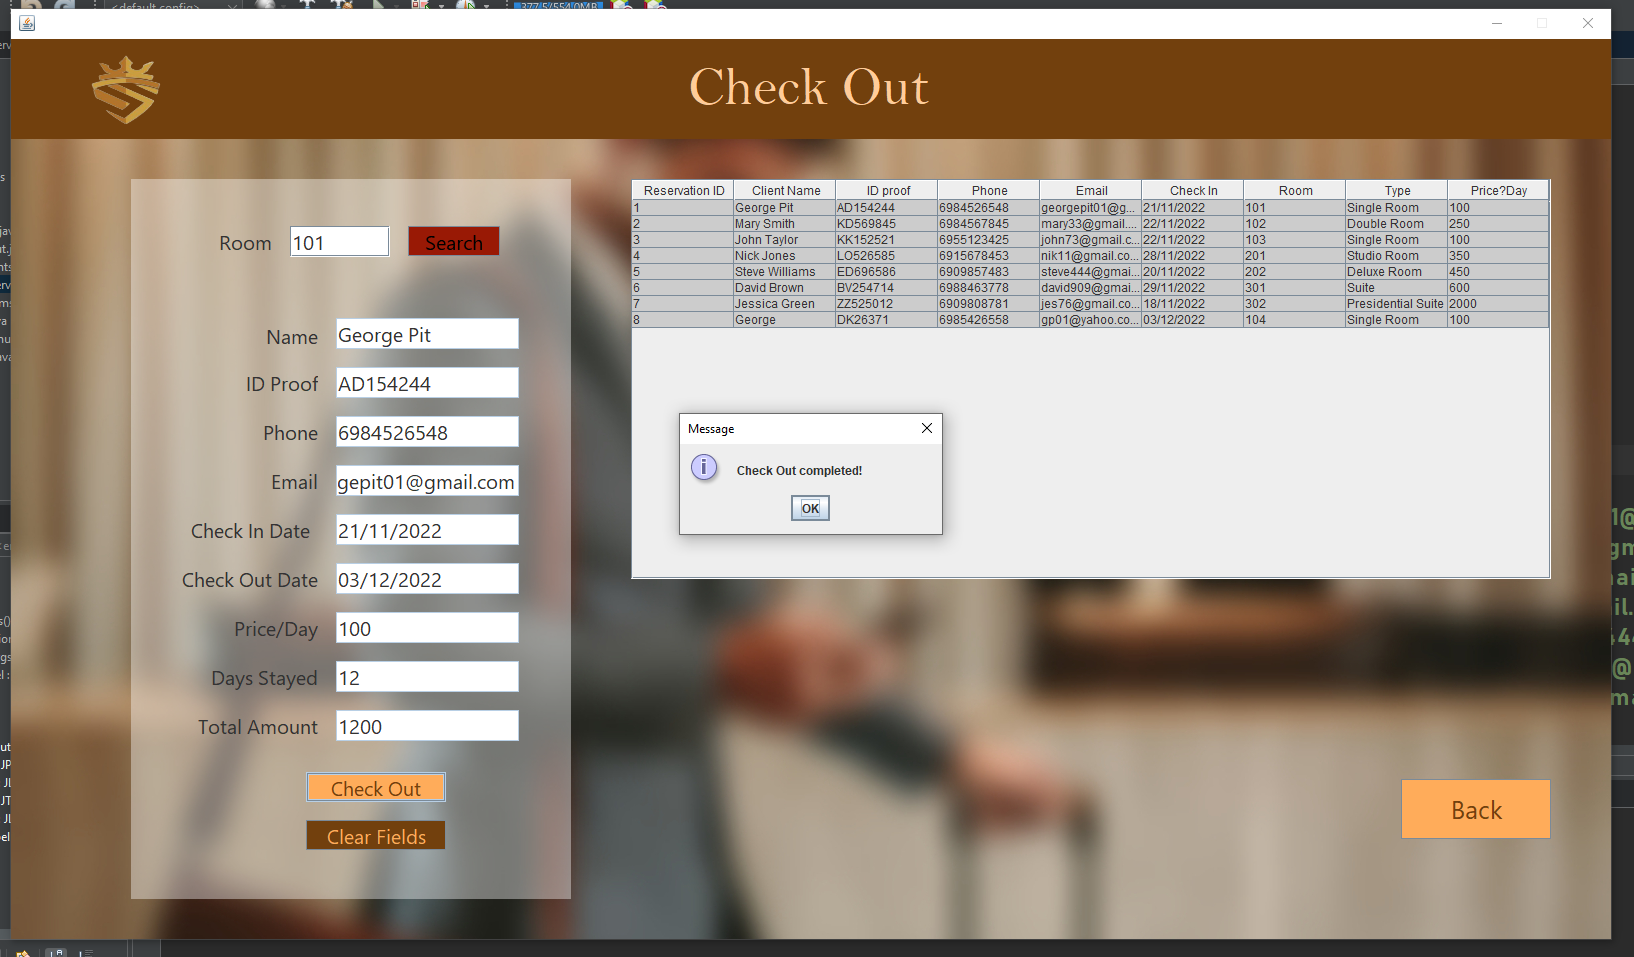 <default config>
377.5/554.0MB
Check Out
Room 101 Search
Name George Pit
ID Proof AD154244
Phone 6984526548
Email gepit01@gmail.com
Check In Date 21/11/2022
Check Out Date 03/12/2022
Price/Day 100
Days Stayed 12
Total Amount 1200
Check Out
Clear Fields
Reservation ID Client Name ID proof Phone Email Check In Room Type Price?Day
1 George Pit AD154244 6984526548 georgepit01@g... 21/11/2022 101 Single Room 100
2 Mary Smith KD569845 6984567845 mary33@gmail.... 22/11/2022 102 Double Room 250
3 John Taylor KK152521 6955123425 john73@gmail.c... 22/11/2022 103 Single Room 100
4 Nick Jones LO526585 6915678453 nik11@gmail.co... 28/11/2022 201 Studio Room 350
5 Steve Williams ED696586 6909857483 steve444@gmai... 20/11/2022 202 Deluxe Room 450
6 David Brown BV254714 6988463778 david909@gmai... 29/11/2022 301 Suite 600
7 Jessica Green ZZ525012 6909808781 jes76@gmail.co... 18/11/2022 302 Presidential Suite 2000
8 George DK26371 6985426558 gp01@yahoo.co... 03/12/2022 104 Single Room 100
Message
Check Out completed!
OK
Back